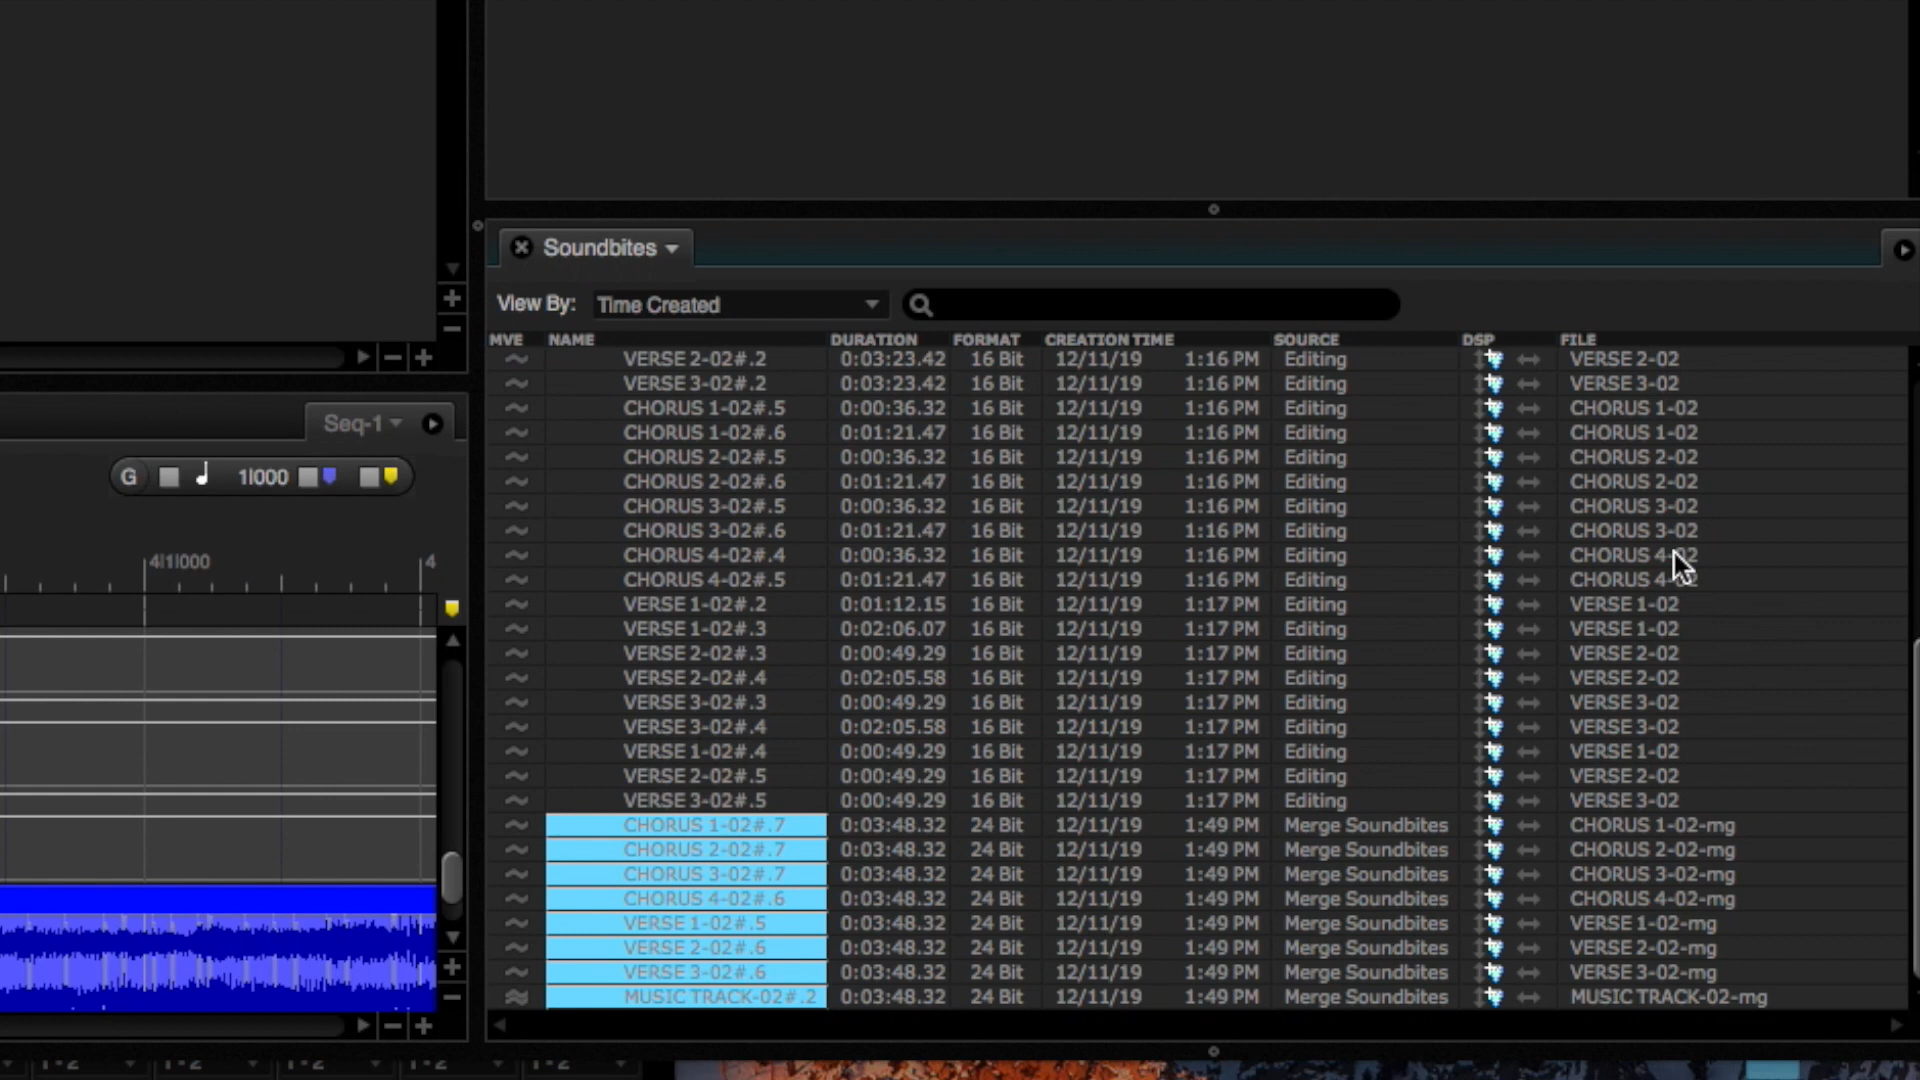 Soundbites
View By: Time Created
MVE NAME DURATION FORMAT CREATION TIME SOURCE DSP FILE
VERSE 2-02#.2 0:03:23.42 16 Bit 12/11/19 1:16 PM Editing VERSE 2-02
VERSE 3-02#.2 0:03:23.42 16 Bit 12/11/19 1:16 PM Editing VERSE 3-02
CHORUS 1-02#.5 0:00:36.32 16 Bit 12/11/19 1:16 PM Editing CHORUS 1-02
CHORUS 1-02#.6 0:01:21.47 16 Bit 12/11/19 1:16 PM Editing CHORUS 1-02
CHORUS 2-02#.5 0:00:36.32 16 Bit 12/11/19 1:16 PM Editing CHORUS 2-02
CHORUS 2-02#.6 0:01:21.47 16 Bit 12/11/19 1:16 PM Editing CHORUS 2-02
CHORUS 3-02#.5 0:00:36.32 16 Bit 12/11/19 1:16 PM Editing CHORUS 3-02
CHORUS 3-02#.6 0:01:21.47 16 Bit 12/11/19 1:16 PM Editing CHORUS 3-02
CHORUS 4-02#.4 0:00:36.32 16 Bit 12/11/19 1:16 PM Editing CHORUS 4-02
CHORUS 4-02#.5 0:01:21.47 16 Bit 12/11/19 1:16 PM Editing CHORUS 4-02
VERSE 1-02#.2 0:01:12.15 16 Bit 12/11/19 1:17 PM Editing VERSE 1-02
VERSE 1-02#.3 0:02:06.07 16 Bit 12/11/19 1:17 PM Editing VERSE 1-02
VERSE 2-02#.3 0:00:49.29 16 Bit 12/11/19 1:17 PM Editing VERSE 2-02
VERSE 2-02#.4 0:02:05.58 16 Bit 12/11/19 1:17 PM Editing VERSE 2-02
VERSE 3-02#.3 0:00:49.29 16 Bit 12/11/19 1:17 PM Editing VERSE 3-02
VERSE 3-02#.4 0:02:05.58 16 Bit 12/11/19 1:17 PM Editing VERSE 3-02
VERSE 1-02#.4 0:00:49.29 16 Bit 12/11/19 1:17 PM Editing VERSE 1-02
VERSE 2-02#.5 0:00:49.29 16 Bit 12/11/19 1:17 PM Editing VERSE 2-02
VERSE 3-02#.5 0:00:49.29 16 Bit 12/11/19 1:17 PM Editing VERSE 3-02
CHORUS 1-02#.7 0:03:48.32 24 Bit 12/11/19 1:49 PM Merge Soundbites CHORUS 1-02-mg
CHORUS 2-02#.7 0:03:48.32 24 Bit 12/11/19 1:49 PM Merge Soundbites CHORUS 2-02-mg
CHORUS 3-02#.7 0:03:48.32 24 Bit 12/11/19 1:49 PM Merge Soundbites CHORUS 3-02-mg
CHORUS 4-02#.6 0:03:48.32 24 Bit 12/11/19 1:49 PM Merge Soundbites CHORUS 4-02-mg
VERSE 1-02#.5 0:03:48.32 24 Bit 12/11/19 1:49 PM Merge Soundbites VERSE 1-02-mg
VERSE 2-02#.6 0:03:48.32 24 Bit 12/11/19 1:49 PM Merge Soundbites VERSE 2-02-mg
VERSE 3-02#.6 0:03:48.32 24 Bit 12/11/19 1:49 PM Merge Soundbites VERSE 3-02-mg
MUSIC TRACK-02#.2 0:03:48.32 24 Bit 12/11/19 1:49 PM Merge Soundbites MUSIC TRACK-02-mg
Seq-1
G 1|000
4|1|000 4
1-2 1-2 1-2 1-2 1-2